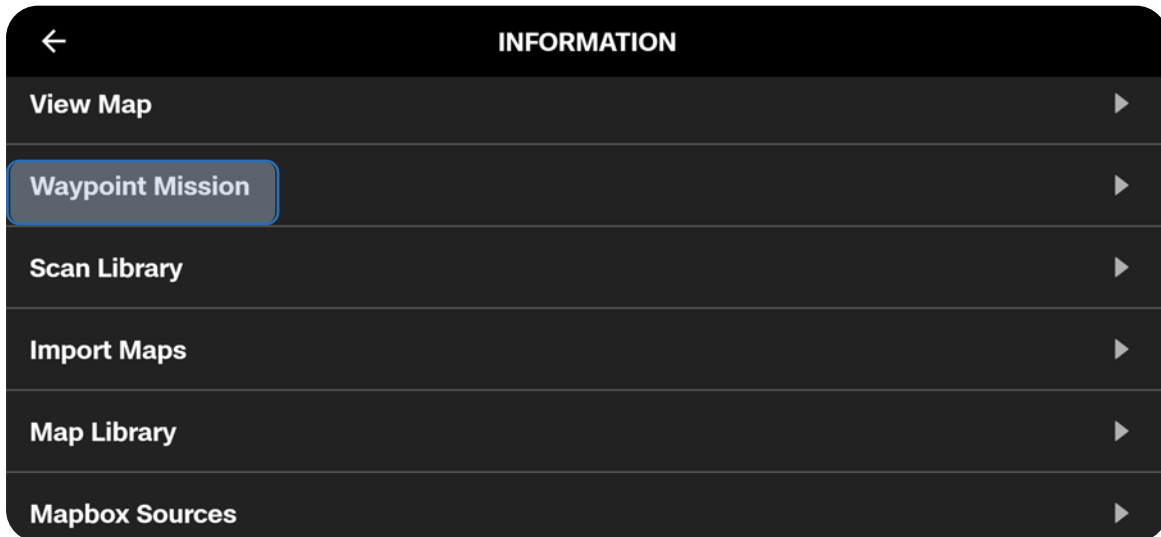 INFORMATION
View Map
Waypoint Mission
Scan Library
Import Maps
Map Library
Mapbox Sources